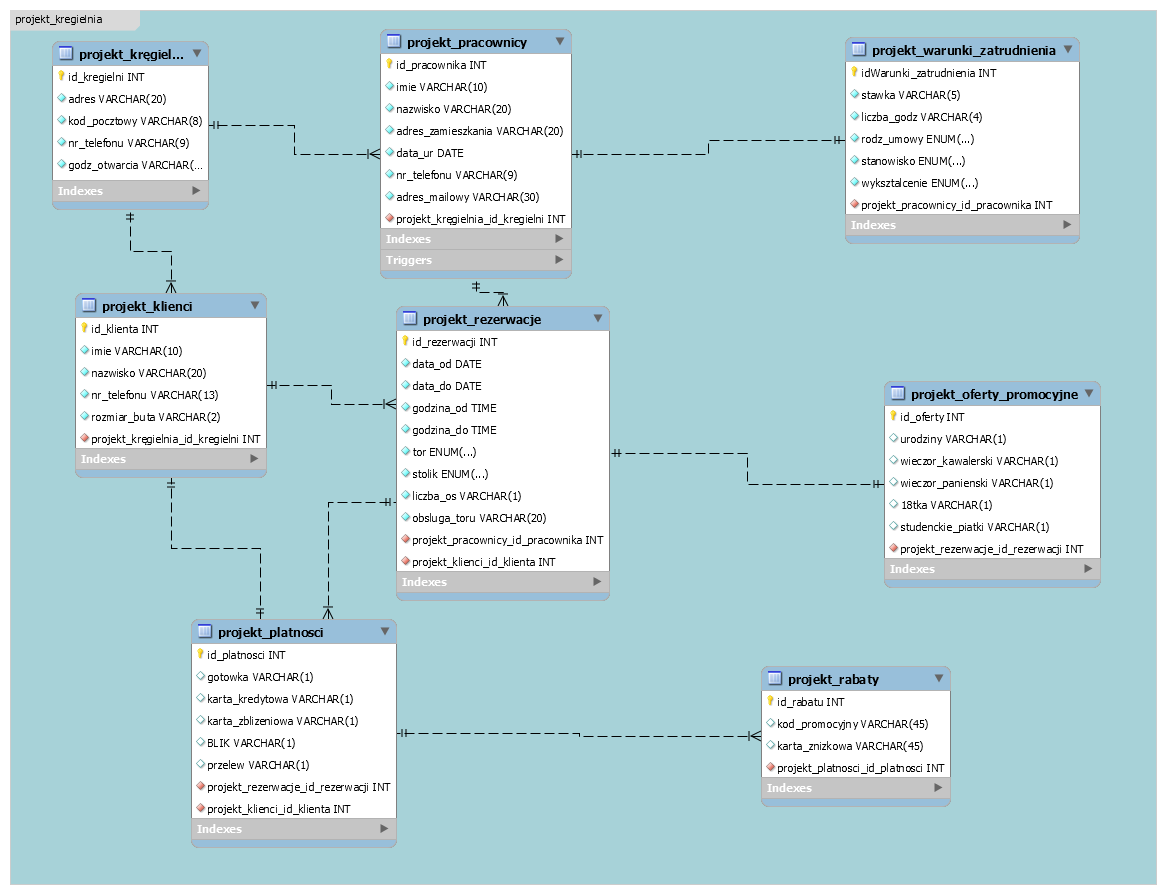 projekt_kregielnia
projekt_kręgiel...
id_kregielni INT
adres VARCHAR(20)
kod_pocztowy VARCHAR(8)
nr_telefonu VARCHAR(9)
godz_otwarcia VARCHAR(...
Indexes
projekt_pracownicy
id_pracownika INT
imie VARCHAR(10)
nazwisko VARCHAR(20)
adres_zamieszkania VARCHAR(20)
data_ur DATE
nr_telefonu VARCHAR(9)
adres_mailowy VARCHAR(30)
projekt_kręgielnia_id_kregielni INT
Indexes
Triggers
projekt_warunki_zatrudnienia
idWarunki_zatrudnienia INT
stawka VARCHAR(5)
liczba_godz VARCHAR(4)
rodz_umowy ENUM(...)
stanowisko ENUM(...)
wyksztalcenie ENUM(...)
projekt_pracownicy_id_pracownika INT
Indexes
projekt_klienci
id_klienta INT
imie VARCHAR(10)
nazwisko VARCHAR(20)
nr_telefonu VARCHAR(13)
rozmiar_buta VARCHAR(2)
projekt_kręgielnia_id_kregielni INT
Indexes
projekt_rezerwacje
id_rezerwacji INT
data_od DATE
data_do DATE
godzina_od TIME
godzina_do TIME
tor ENUM(...)
stolik ENUM(...)
liczba_os VARCHAR(1)
obsluga_toru VARCHAR(20)
projekt_pracownicy_id_pracownika INT
projekt_klienci_id_klienta INT
Indexes
projekt_oferty_promocyjne
id_oferty INT
urodziny VARCHAR(1)
wieczor_kawalerski VARCHAR(1)
wieczor_panienski VARCHAR(1)
18tka VARCHAR(1)
studenckie_piatki VARCHAR(1)
projekt_rezerwacje_id_rezerwacji INT
Indexes
projekt_platnosci
id_platnosci INT
gotowka VARCHAR(1)
karta_kredytowa VARCHAR(1)
karta_zblizeniowa VARCHAR(1)
BLIK VARCHAR(1)
przelew VARCHAR(1)
projekt_rezerwacje_id_rezerwacji INT
projekt_klienci_id_klienta INT
Indexes
projekt_rabaty
id_rabatu INT
kod_promocyjny VARCHAR(45)
karta_znizkowa VARCHAR(45)
projekt_platnosci_id_platnosci INT
Indexes